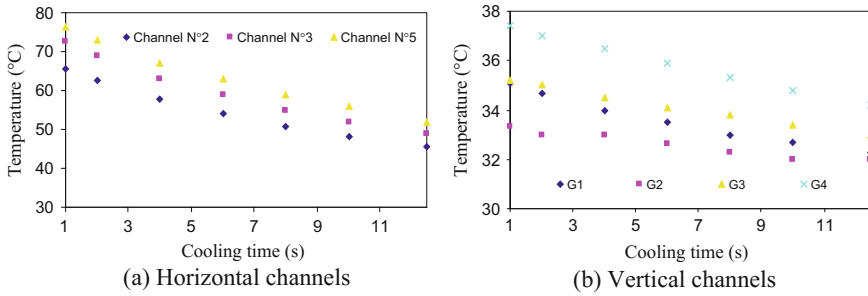 80
70
60
50
40
30
Temperature (°C)
Channel N°2 Channel N°3 Channel N°5
1 3 5 7 9 11
Cooling time (s)
(a) Horizontal channels
38
36
34
32
30
Temperature (°C)
G1 G2 G3 G4
1 3 5 7 9 11
Cooling time (s)
(b) Vertical channels